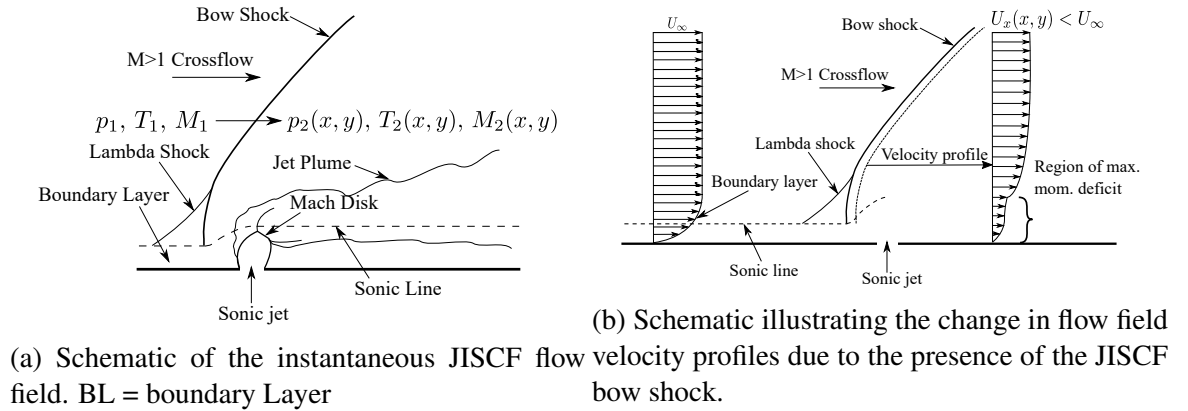 Bow Shock
M>1 Crossflow
p₁, T₁, M₁
p₂(x, y), T₂(x, y), M₂(x, y)
Lambda Shock
Jet Plume
Boundary Layer
Mach Disk
Sonic Line
Sonic jet
(a) Schematic of the instantaneous JISCF flow
field. BL = boundary Layer
U∞
Uₓ(x, y) < U∞
Bow shock
M>1 Crossflow
Lambda shock
Velocity profile
Region of max.
mom. deficit
Boundary layer
Sonic line
Sonic jet
(b) Schematic illustrating the change in flow field
velocity profiles due to the presence of the JISCF
bow shock.